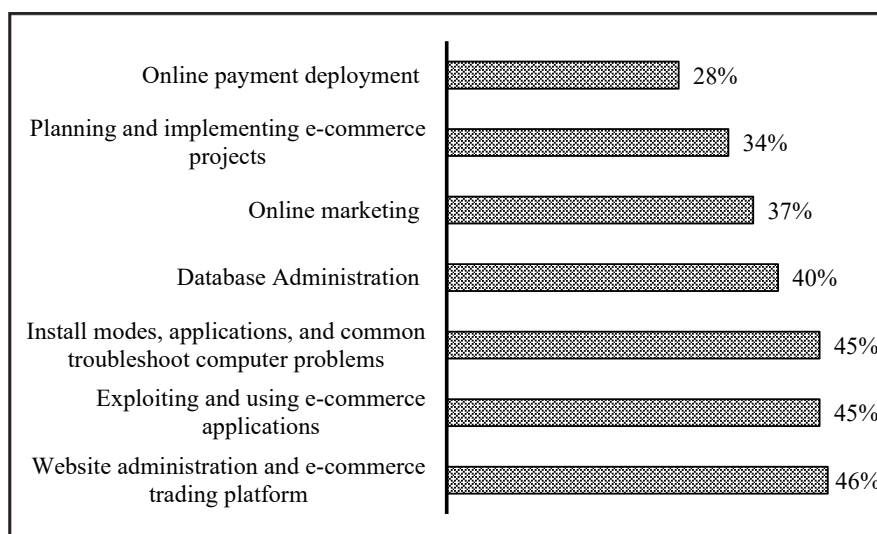 Online payment deployment
28%
Planning and implementing e-commerce
projects
34%
Online marketing
37%
Database Administration
40%
Install modes, applications, and common
troubleshoot computer problems
45%
Exploiting and using e-commerce
applications
45%
Website administration and e-commerce
trading platform
46%